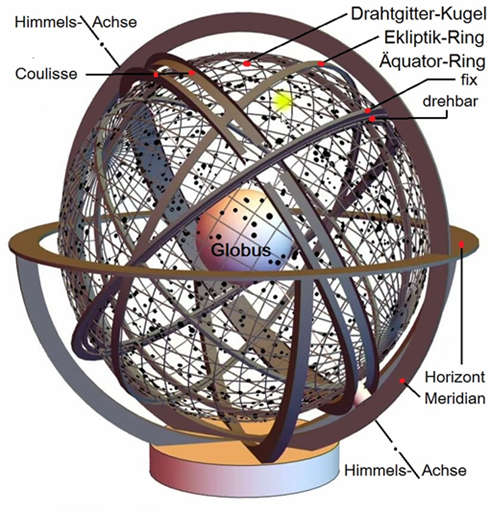 Himmels- Achse
Drahtgitter-Kugel
Ekliptik-Ring
Äquator-Ring
Coulisse
fix
drehbar
Globus
Horizont
Meridian
Himmels- Achse